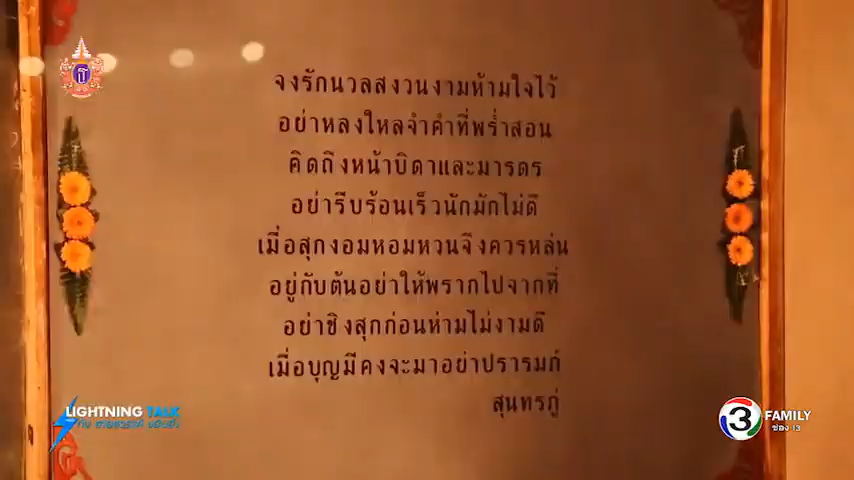 จงรักนวลสงวนงามห้ามใจไว้
อย่าหลงใหลจำคำที่พร่ำสอน
คิดถึงหน้าบิดาและมารดร
อย่ารีบร้อนเร็วนักมักไม่ดี
เมื่อสุกงอมหอมหวนจึงควรหล่น
อยู่กับต้นอย่าให้พรากไปจากที่
อย่าชิงสุกก่อนห่ามไม่งามดี
เมื่อบุญมีคงจะมาอย่าปรารมภ์
สุนทรภู่
LIGHTNING TALK
กับ
3 FAMILY
ช่อง 13